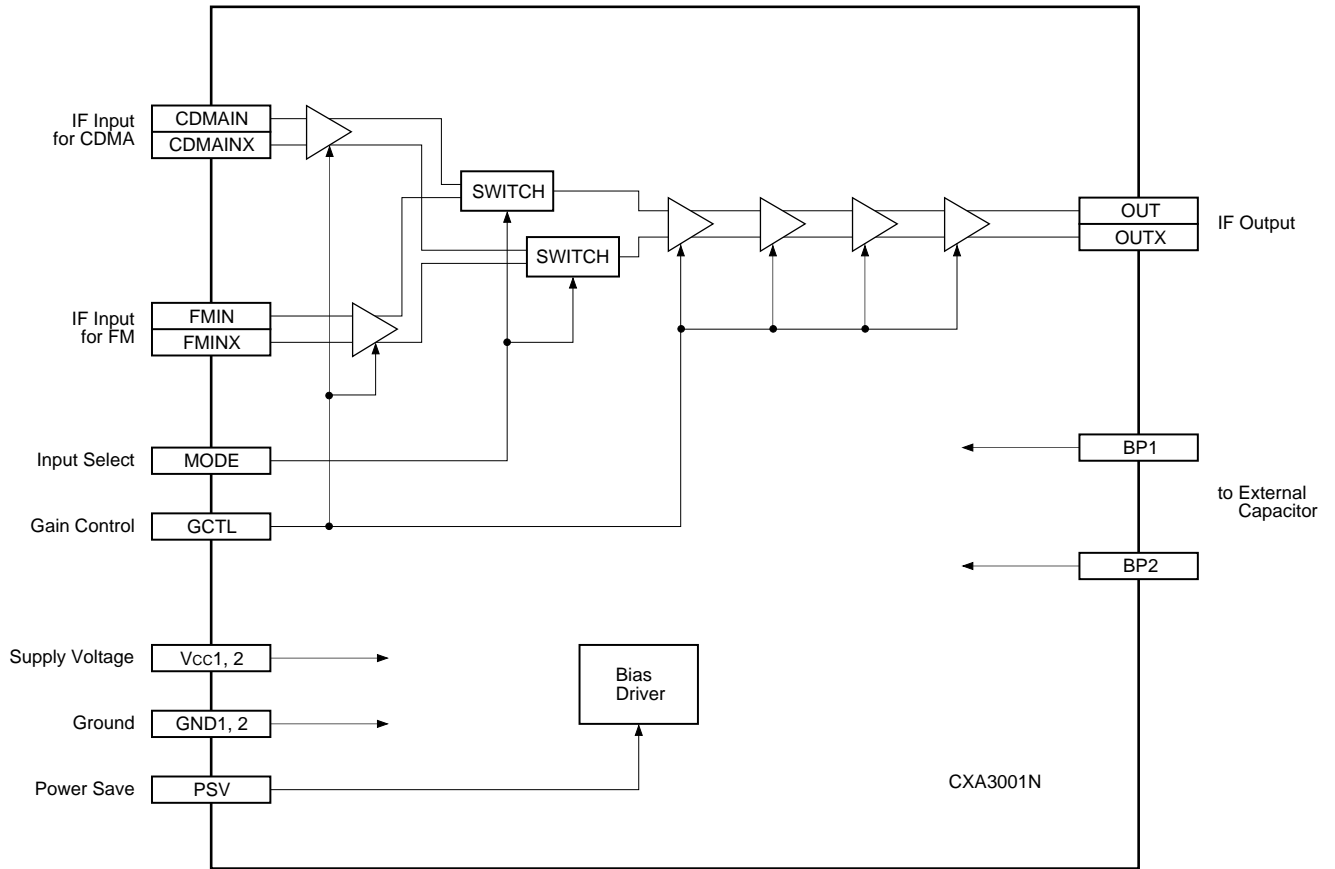 IF Input
for CDMA
CDMAIN
CDMAINX
SWITCH
SWITCH
OUT
OUTX
IF Output
IF Input
for FM
FMIN
FMINX
Input Select
MODE
Gain Control
GCTL
BP1
to External
Capacitor
BP2
Supply Voltage
Vcc1, 2
Bias
Driver
Ground
GND1, 2
Power Save
PSV
CXA3001N